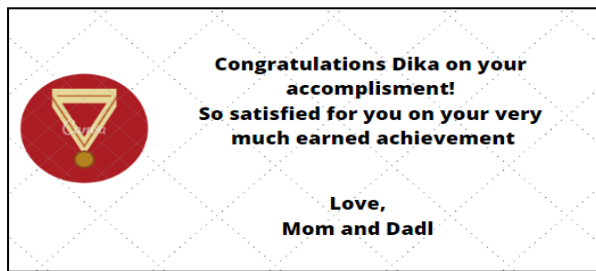 Congratulations Dika on your
accomplisment!
So satisfied for you on your very
much earned achievement
Love,
Mom and Dadl
Canva